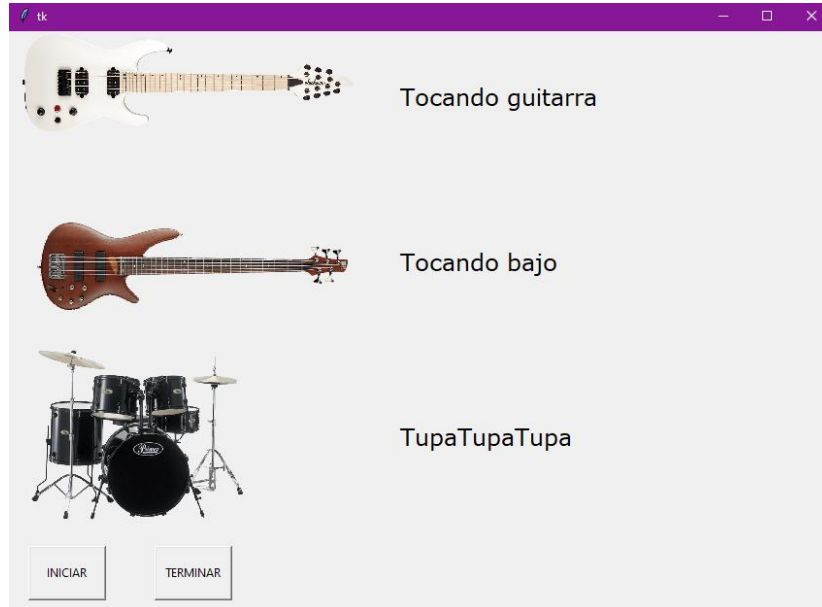 tk
Tocando guitarra
Tocando bajo
TupaTupaTupa
INICIAR
TERMINAR